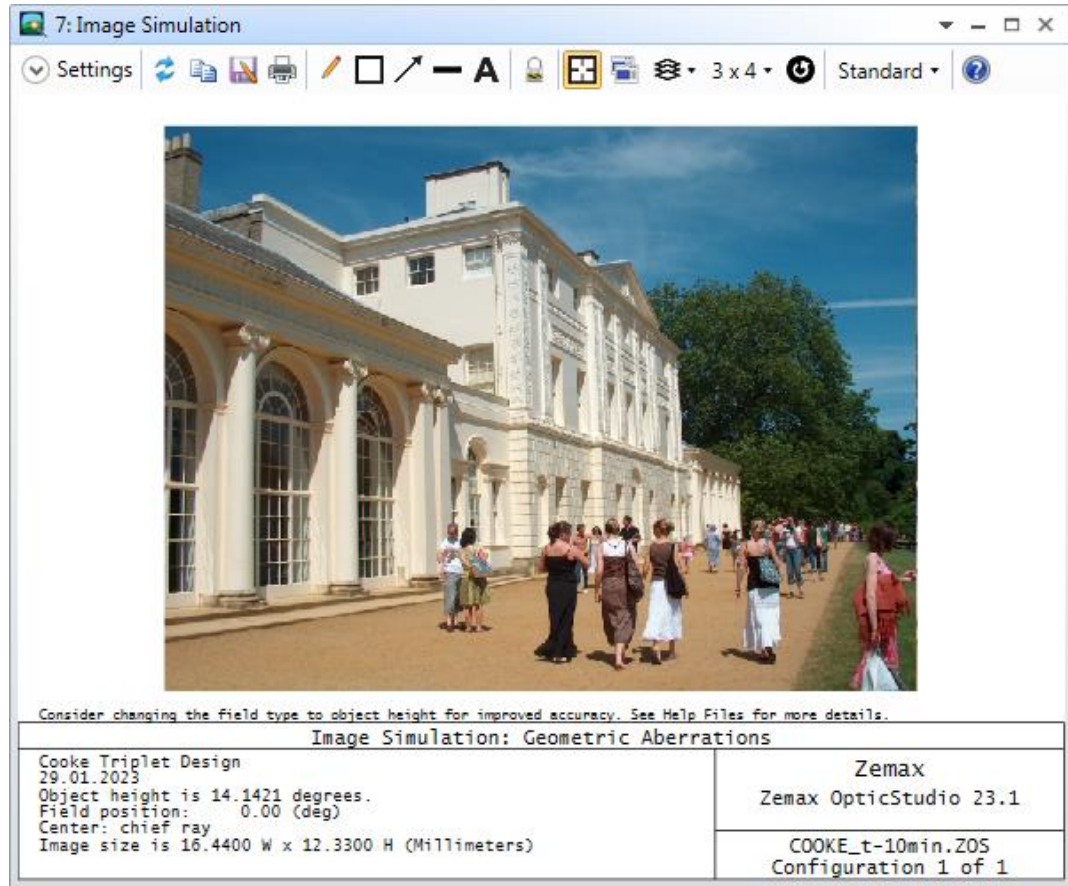 7: Image Simulation
Settings
A
3 x 4
Standard
?
Consider changing the field type to object height for improved accuracy. See Help Files for more details.
Image Simulation: Geometric Aberrations
Cooke Triplet Design
29.01.2023
Object height is 14.1421 degrees.
Field position: 0.00 (deg)
Center: chief ray
Image size is 16.4400 W x 12.3300 H (Millimeters)
Zemax
Zemax OpticStudio 23.1
COOKE_t-10min.ZOS
Configuration 1 of 1